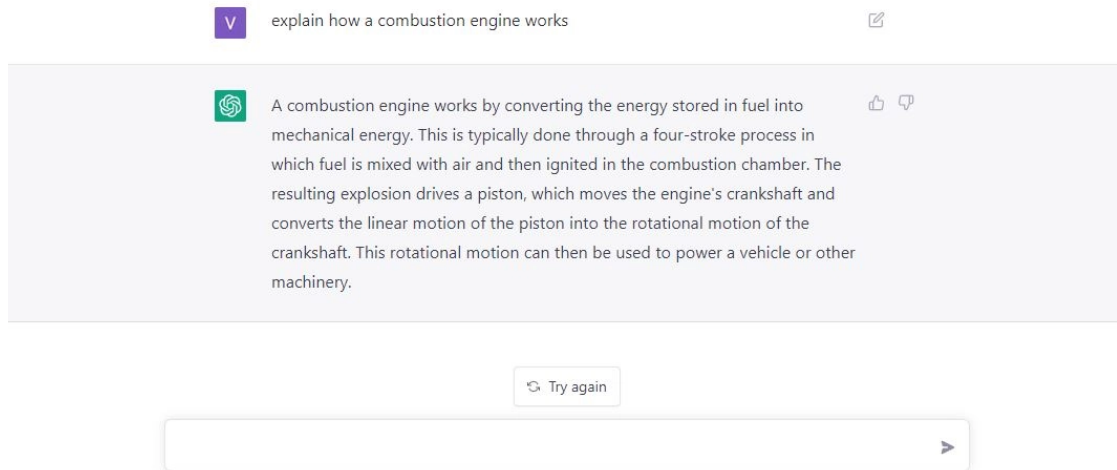 V
explain how a combustion engine works
A combustion engine works by converting the energy stored in fuel into
mechanical energy. This is typically done through a four-stroke process in
which fuel is mixed with air and then ignited in the combustion chamber. The
resulting explosion drives a piston, which moves the engine's crankshaft and
converts the linear motion of the piston into the rotational motion of the
crankshaft. This rotational motion can then be used to power a vehicle or other
machinery.
Try again